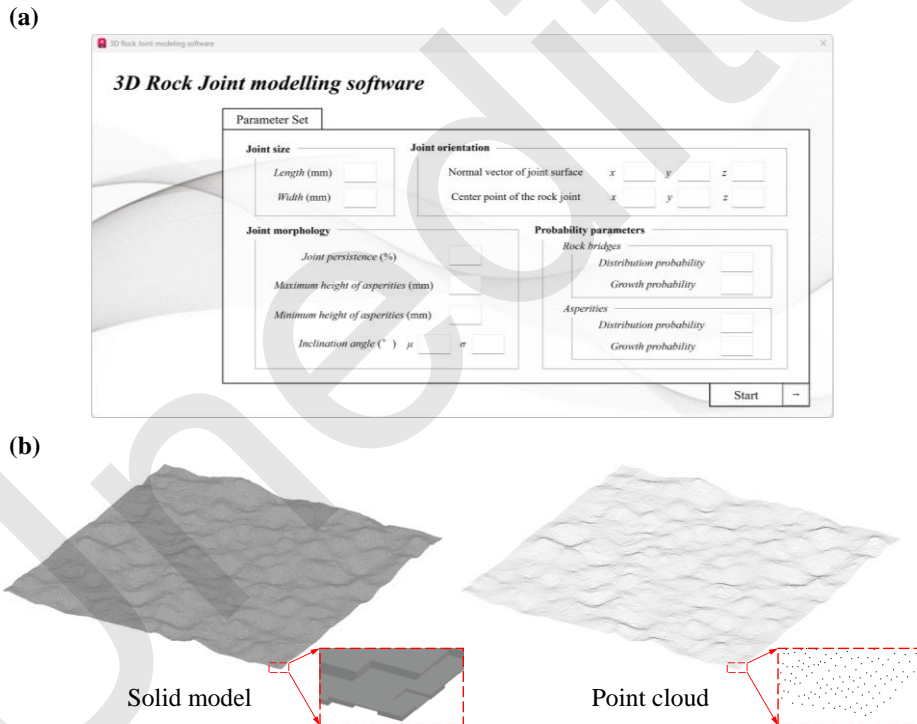 (a)
3D Rock Joint modeling software
3D Rock Joint modelling software
Parameter Set
Joint size
Length (mm)
Width (mm)
Joint orientation
Normal vector of joint surface x y z
Center point of the rock joint x y z
Joint morphology
Joint persistence (%)
Maximum height of asperities (mm)
Minimum height of asperities (mm)
Inclination angle (°) μ σ
Probability parameters
Rock bridges
Distribution probability
Growth probability
Asperities
Distribution probability
Growth probability
Start →
(b)
Solid model
Point cloud